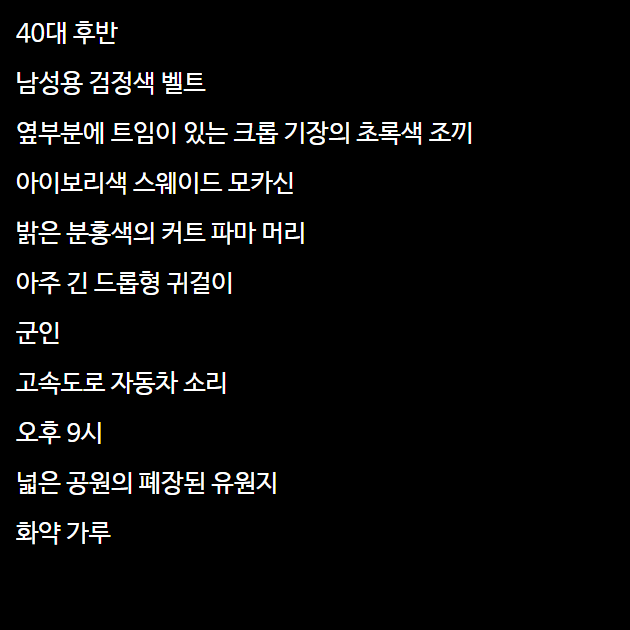 40대 후반
남성용 검정색 벨트
옆부분에 트임이 있는 크롭 기장의 초록색 조끼
아이보리색 스웨이드 모카신
밝은 분홍색의 커트 파마 머리
아주 긴 드롭형 귀걸이
군인
고속도로 자동차 소리
오후 9시
넓은 공원의 폐장된 유원지
화약 가루